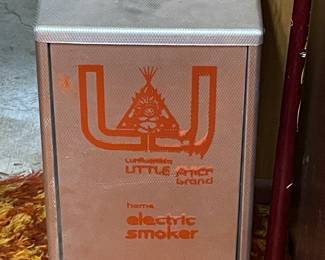 LITTLE
brand
home
electric
smoker